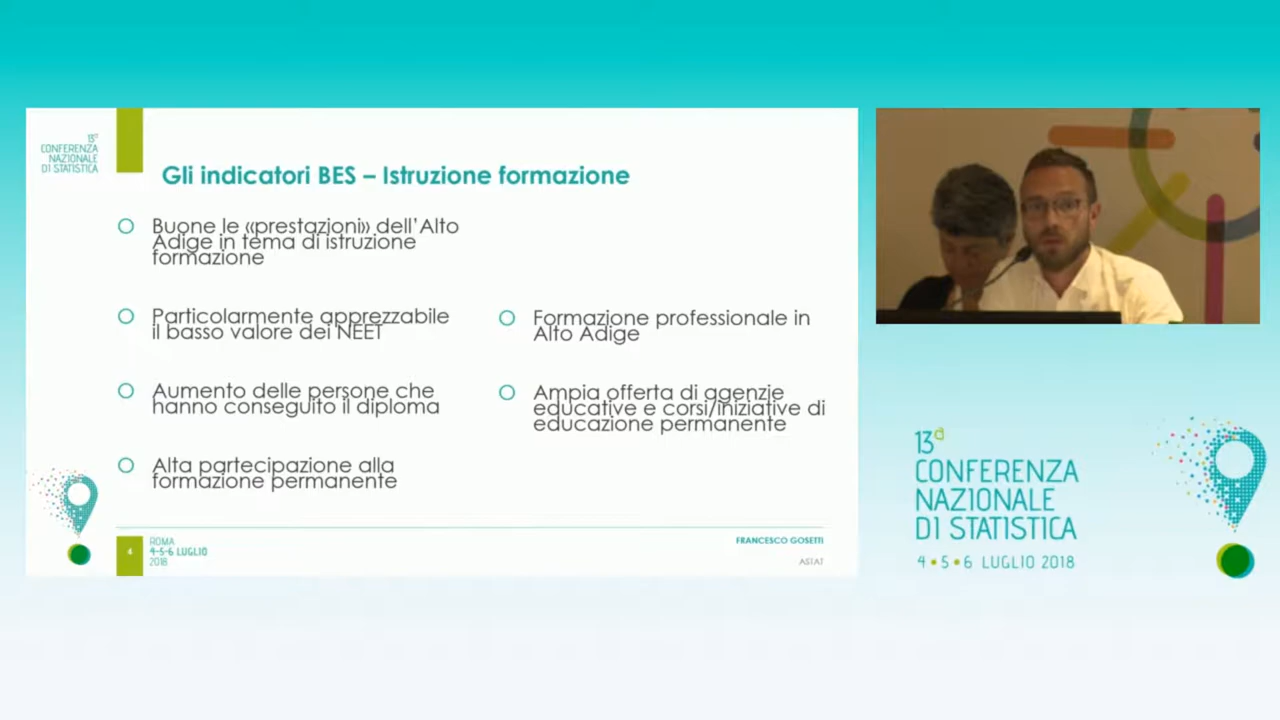 13ª
CONFERENZA
NAZIONALE
DI STATISTICA
Gli indicatori BES – Istruzione formazione
Buone le «prestazioni» dell'Alto
Adige in tema di istruzione
formazione
Particolarmente apprezzabile
il basso valore dei NEET
Aumento delle persone che
hanno conseguito il diploma
Alta partecipazione alla
formazione permanente
Formazione professionale in
Alto Adige
Ampia offerta di agenzie
educative e corsi/iniziative di
educazione permanente
4
ROMA
4-5-6 LUGLIO
2018
FRANCESCO GOSETTI
ASTAT
13ª
CONFERENZA
NAZIONALE
DI STATISTICA
4•5•6 LUGLIO 2018